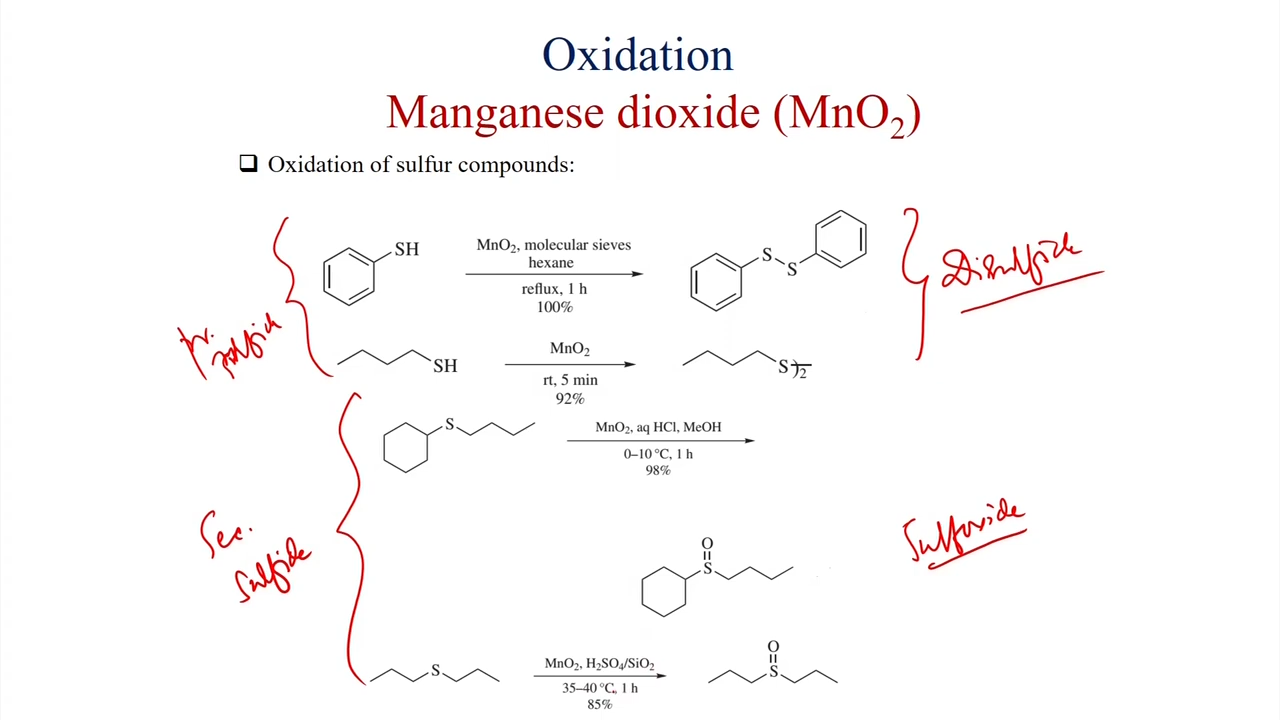 Oxidation
Manganese dioxide (MnO₂)
❑ Oxidation of sulfur compounds:
SH
MnO₂, molecular sieves
hexane
reflux, 1 h
100%
S
S
Disulfide
pr.
sulfide
SH
MnO₂
rt, 5 min
92%
S)₂
S
MnO₂, aq HCl, MeOH
0–10 °C, 1 h
98%
Sec.
sulfide
Sulfoxide
O
S
S
MnO₂, H₂SO₄/SiO₂
35–40 °C, 1 h
85%
O
S